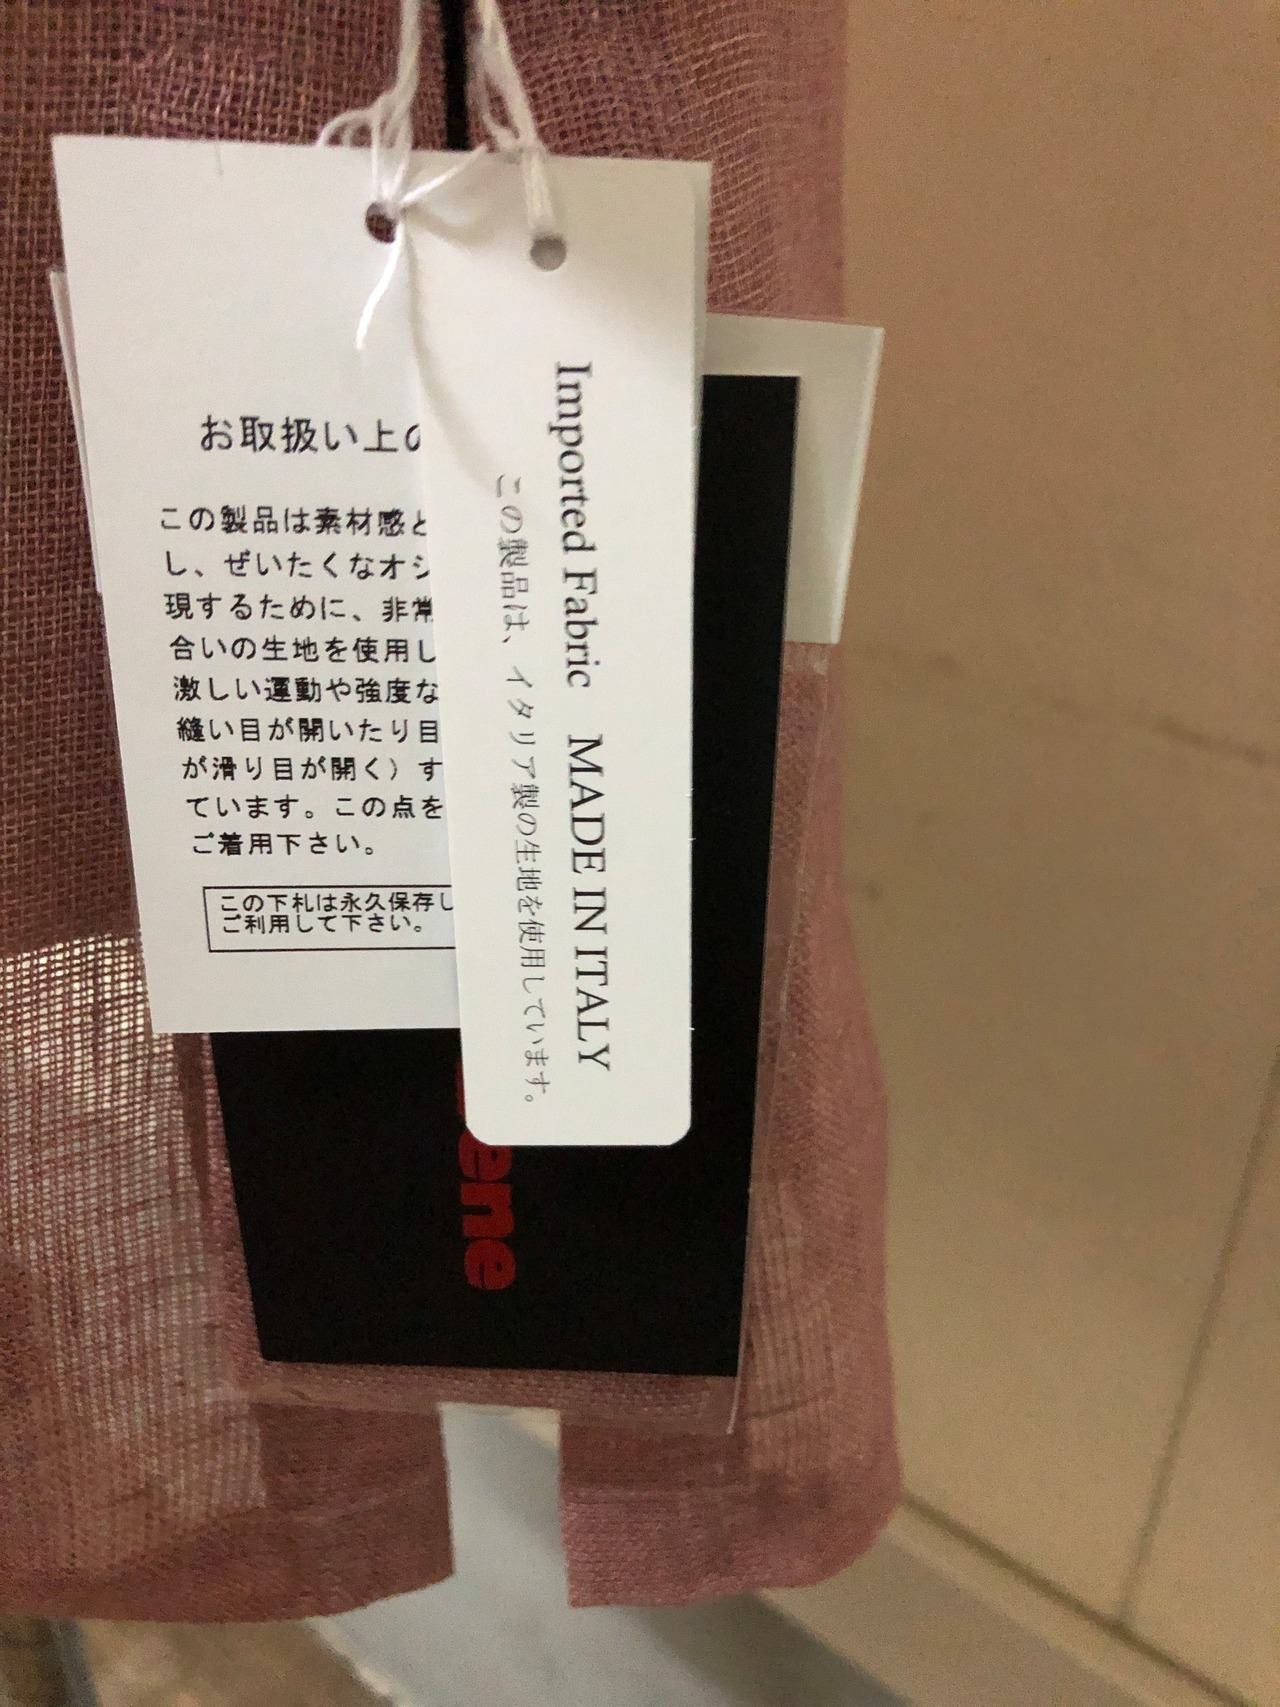 お取扱い上の
この製品は素材感と
し、ぜいたくなオシ
現するために、非常
合いの生地を使用し
激しい運動や強度な
縫い目が開いたり目
が滑り目が開く）す
ています。この点を
ご着用下さい。
この下札は永久保存し
ご利用して下さい。
Imported Fabric MADE IN ITALY
この製品は、イタリア製の生地を使用しています。
ene